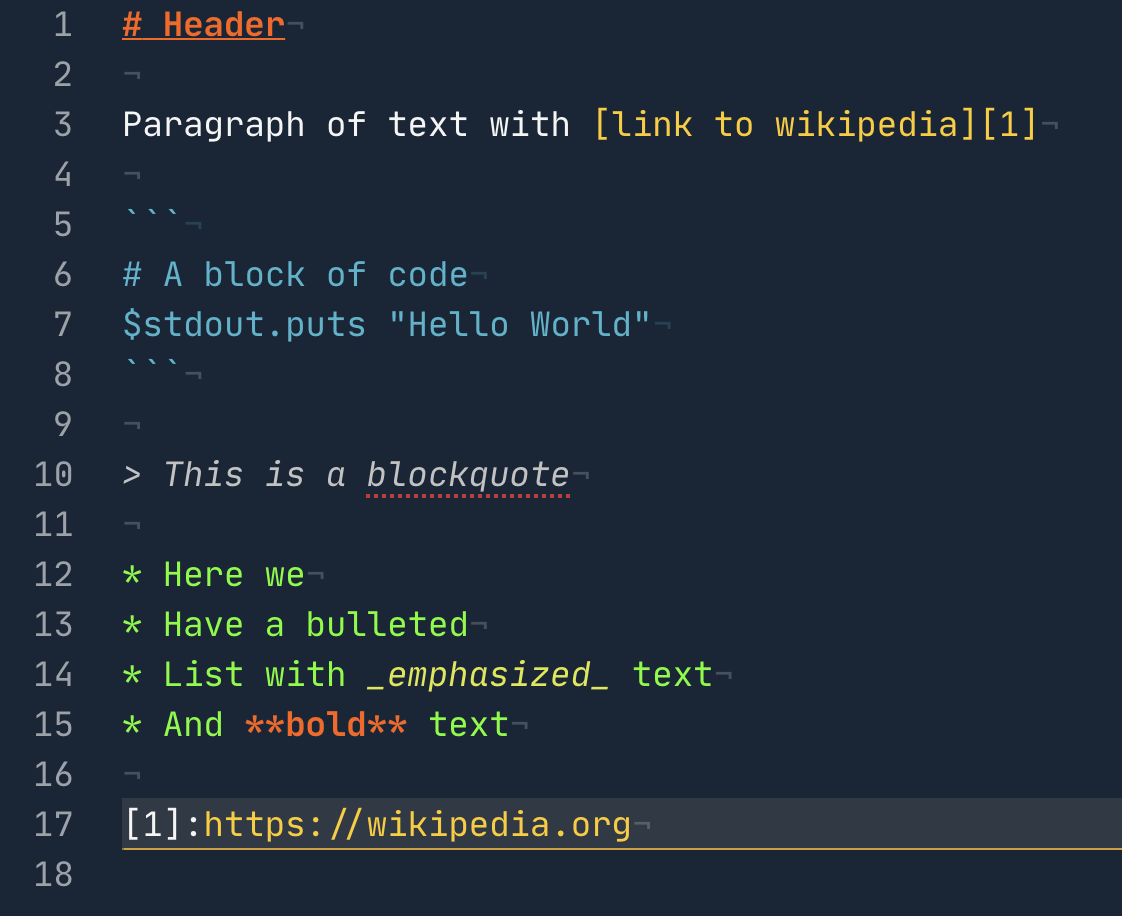 1 # Header¬
2 ¬
3 Paragraph of text with [link to wikipedia][1]¬
4 ¬
5 ```¬
6 # A block of code¬
7 $stdout.puts "Hello World"¬
8 ```¬
9 ¬
10 > This is a blockquote¬
11 ¬
12 * Here we¬
13 * Have a bulleted¬
14 * List with _emphasized_ text¬
15 * And **bold** text¬
16 ¬
17 [1]:https://wikipedia.org¬
18